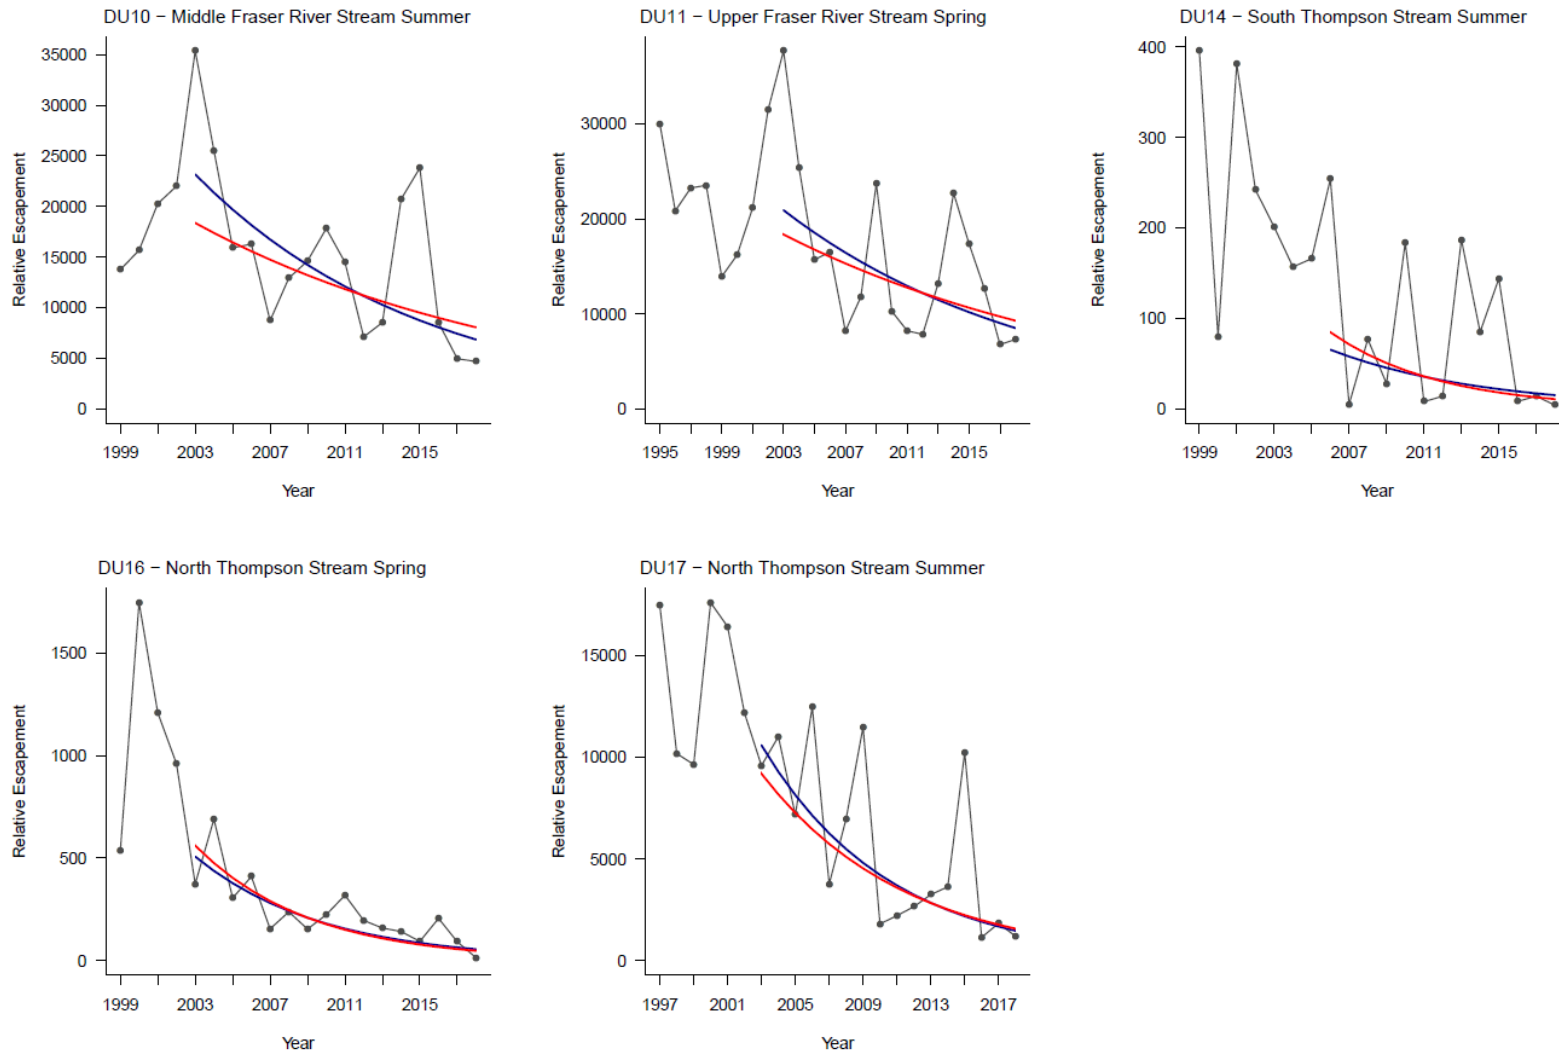 DU10 − Middle Fraser River Stream Summer
Relative Escapement
35000
30000
25000
20000
15000
10000
5000
0
1999 2003 2007 2011 2015
Year
DU11 − Upper Fraser River Stream Spring
Relative Escapement
30000
20000
10000
0
1995 1999 2003 2007 2011 2015
Year
DU14 − South Thompson Stream Summer
Relative Escapement
400
300
200
100
0
1999 2003 2007 2011 2015
Year
DU16 − North Thompson Stream Spring
Relative Escapement
1500
1000
500
0
1999 2003 2007 2011 2015
Year
DU17 − North Thompson Stream Summer
Relative Escapement
15000
10000
5000
0
1997 2001 2005 2009 2013 2017
Year